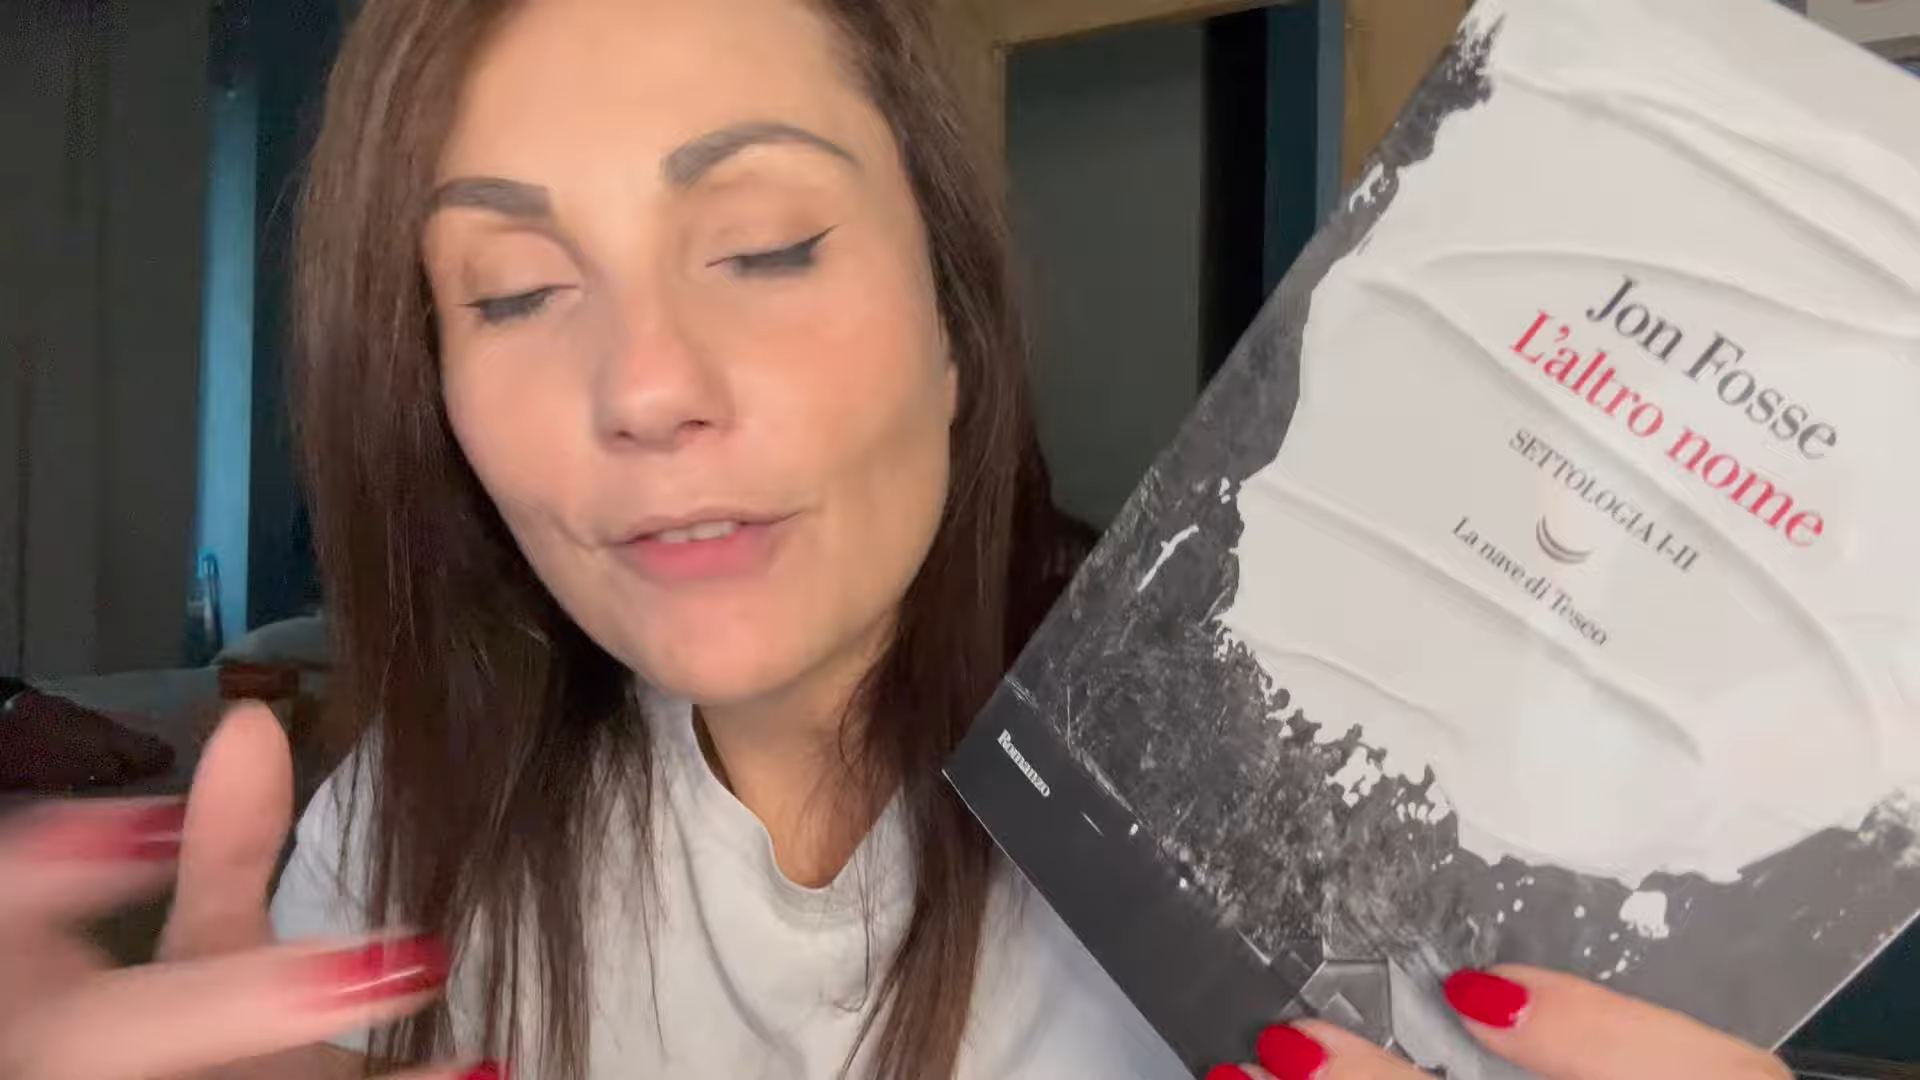 Jon Fosse
L'altro nome
SETTOLOGIA I-II
La nave di Teseo
Romanzo